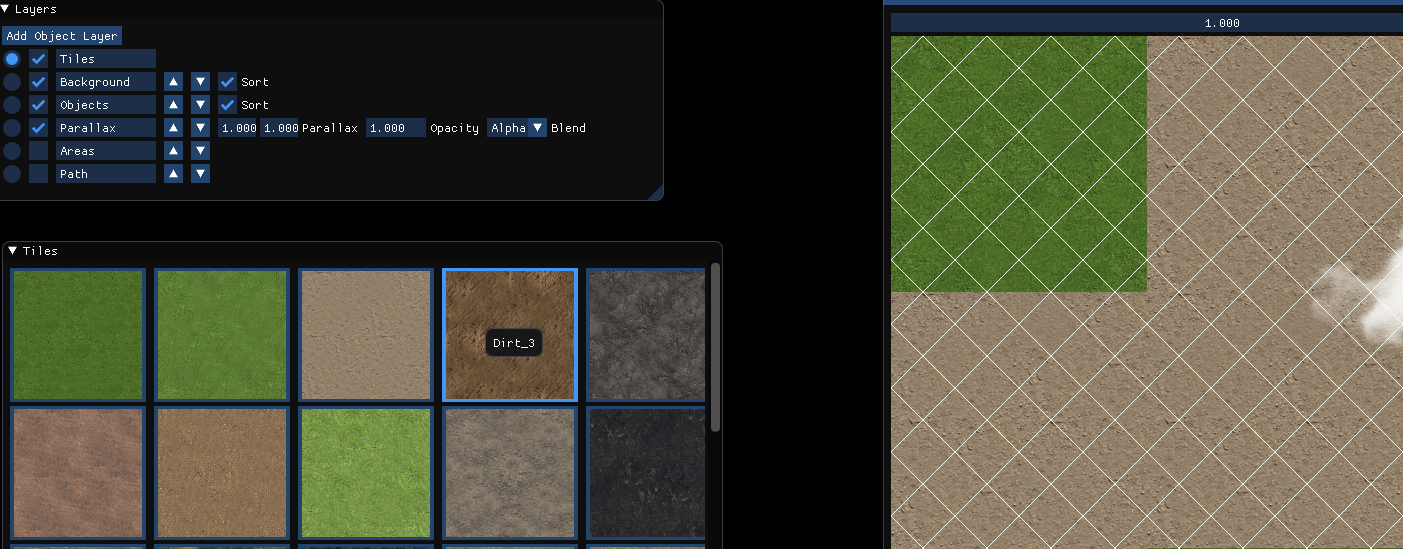 Layers
Add Object Layer
Tiles
Background Sort
Objects Sort
Parallax 1.000 1.000 Parallax 1.000 Opacity Alpha Blend
Areas
Path
Tiles
Dirt_3
1.000